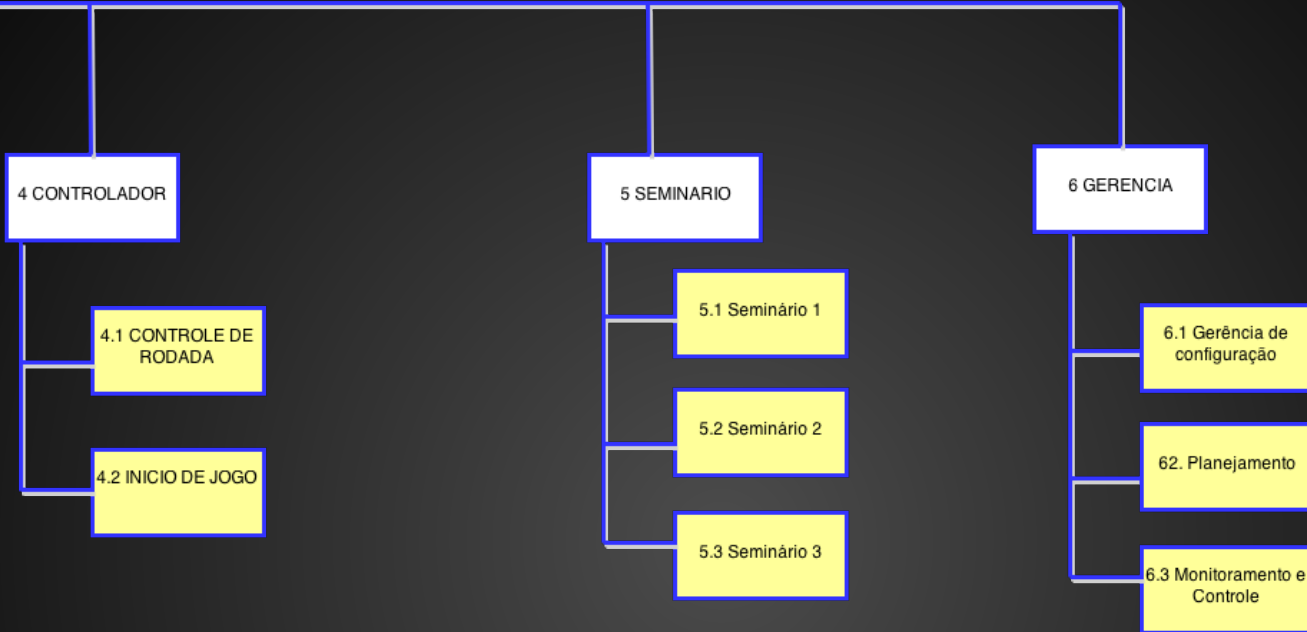 4 CONTROLADOR
4.1 CONTROLE DE
RODADA
4.2 INICIO DE JOGO
5 SEMINARIO
5.1 Seminário 1
5.2 Seminário 2
5.3 Seminário 3
6 GERENCIA
6.1 Gerência de
configuração
62. Planejamento
6.3 Monitoramento e
Controle